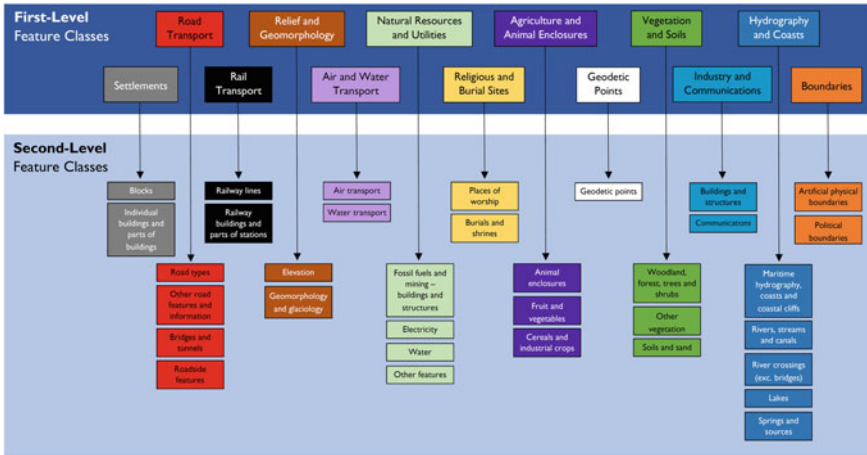 First-Level
Feature Classes
Road
Transport
Relief and
Geomorphology
Natural Resources
and Utilities
Agriculture and
Animal Enclosures
Vegetation
and Soils
Hydrography
and Coasts
Settlements
Rail
Transport
Air and Water
Transport
Religious and
Burial Sites
Geodetic
Points
Industry and
Communications
Boundaries
Second-Level
Feature Classes
Blocks
Individual
buildings and
parts of
buildings
Railway lines
Railway
buildings and
parts of stations
Air transport
Water transport
Places of
worship
Burials and
shrines
Geodetic points
Buildings and
structures
Communications
Artificial physical
boundaries
Political
boundaries
Road types
Other road
features and
information
Bridges and
tunnels
Roadside
features
Elevation
Geomorphology
and glaciology
Fossil fuels and
mining –
buildings and
structures
Electricity
Water
Other features
Animal
enclosures
Fruit and
vegetables
Cereals and
industrial crops
Woodland,
forest, trees and
shrubs
Other
vegetation
Soils and sand
Maritime
hydrography,
coasts and
coastal cliffs
Rivers, streams
and canals
River crossings
(exc. bridges)
Lakes
Springs and
sources